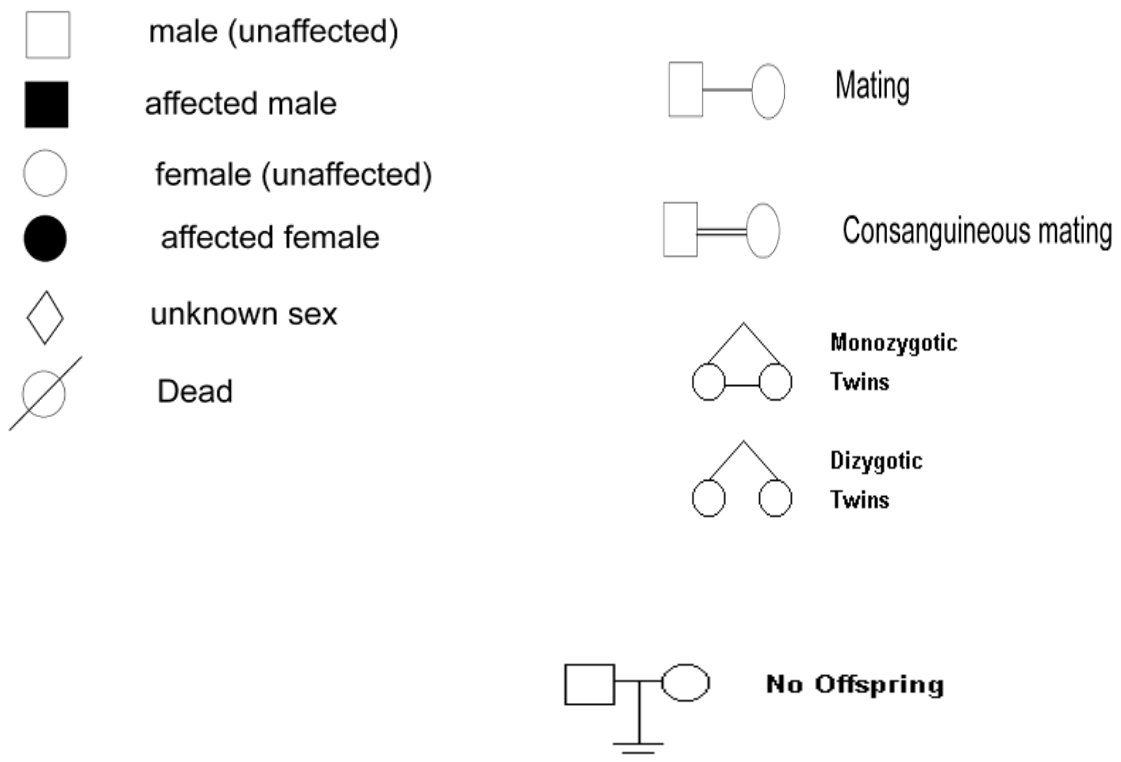 male (unaffected)
affected male
female (unaffected)
affected female
unknown sex
Dead
Mating
Consanguineous mating
Monozygotic
Twins
Dizygotic
Twins
No Offspring